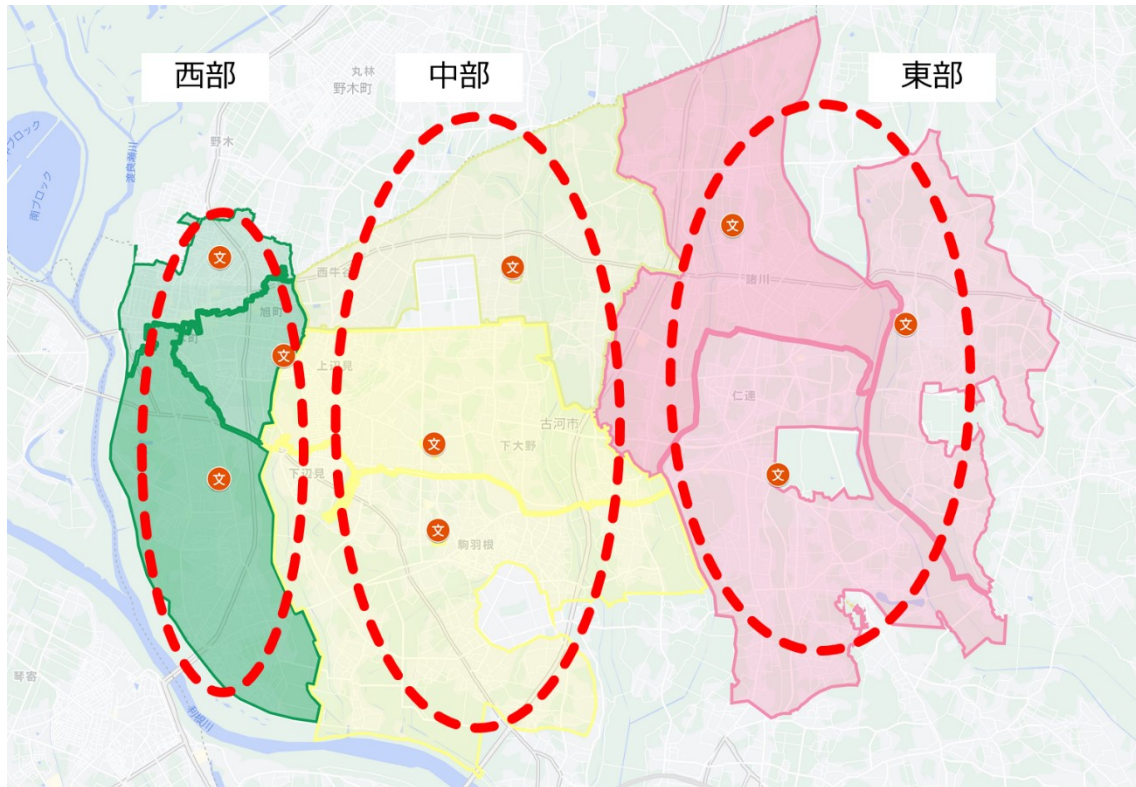 西部
中部
東部
丸林
野木町
野木
渡良瀬川
南ブロック
西牛谷
諸川
旭町
上辺見
仁連
古河市
下大野
下辺見
駒羽根
琴寄
利根川
文
文
文
文
文
文
文
文
文